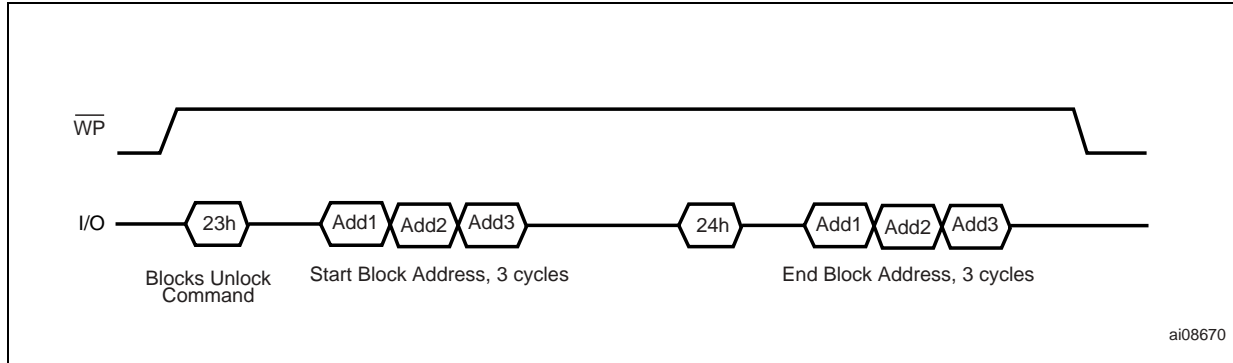 WP
I/O 23h Add1 Add2 Add3 24h Add1 Add2 Add3
Blocks Unlock
Command
Start Block Address, 3 cycles
End Block Address, 3 cycles
ai08670